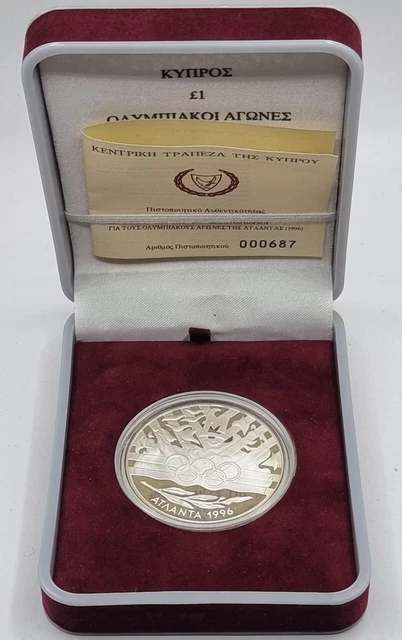 ΚΥΠΡΟΣ
£1
ΟΛΥΜΠΙΑΚΟΙ ΑΓΩΝΕΣ
ΚΕΝΤΡΙΚΗ ΤΡΑΠΕΖΑ ΤΗΣ ΚΥΠΡΟΥ
Πιστοποιητικό Αυθεντικότητας
ΓΙΑ ΤΟΥΣ ΟΛΥΜΠΙΑΚΟΥΣ ΑΓΩΝΕΣ ΤΗΣ ΑΤΛΑΝΤΑΣ (1996)
Αριθμός Πιστοποιητικού 000687
ΑΤΛΑΝΤΑ 1996